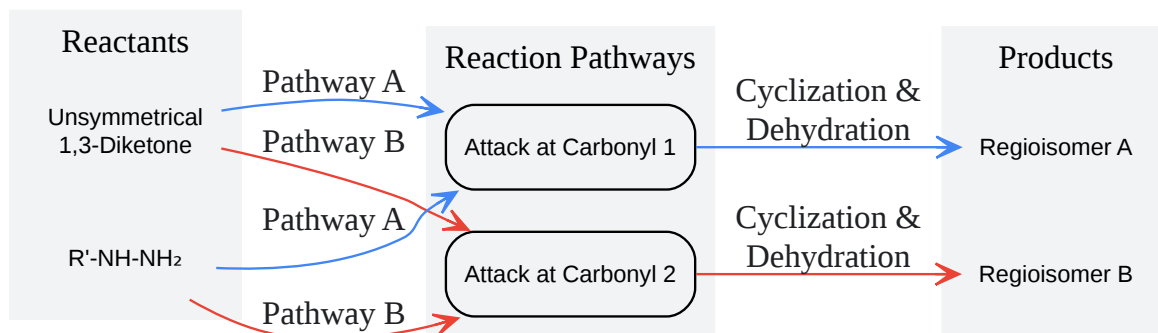 Reactants
Unsymmetrical
1,3-Diketone
R'-NH-NH₂
Pathway A
Pathway B
Pathway A
Pathway B
Reaction Pathways
Attack at Carbonyl 1
Attack at Carbonyl 2
Cyclization &
Dehydration
Cyclization &
Dehydration
Products
Regioisomer A
Regioisomer B